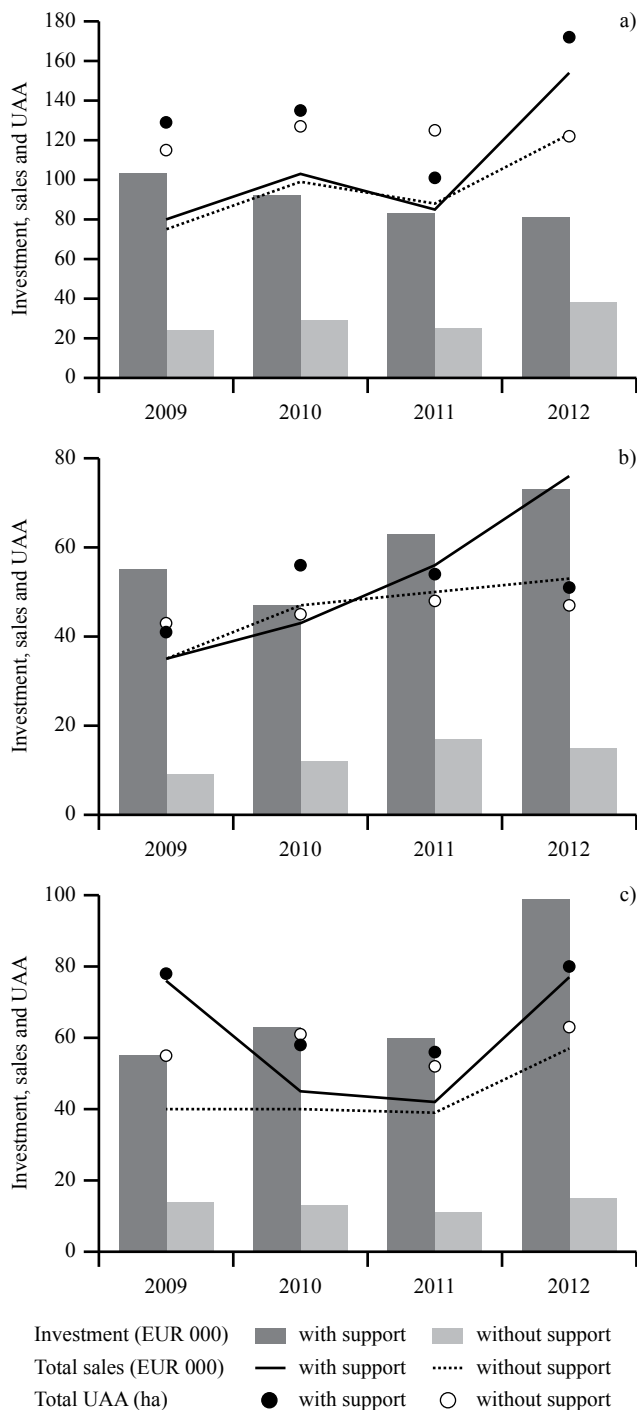 a)
180
160
140
120
100
80
60
40
20
0
Investment, sales and UAA
2009 2010 2011 2012
b)
80
60
40
20
0
Investment, sales and UAA
2009 2010 2011 2012
c)
100
80
60
40
20
0
Investment, sales and UAA
2009 2010 2011 2012
Investment (EUR 000) with support without support
Total sales (EUR 000) with support without support
Total UAA (ha) with support without support